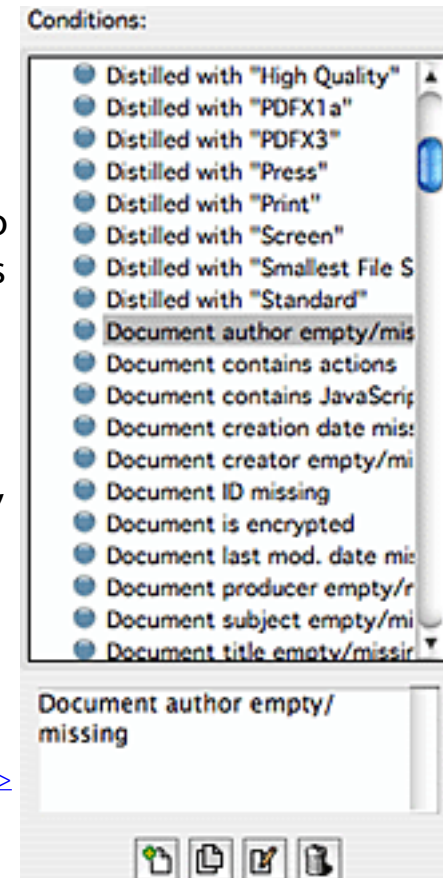 Conditions:
Distilled with "High Quality"
Distilled with "PDFX1a"
Distilled with "PDFX3"
Distilled with "Press"
Distilled with "Print"
Distilled with "Screen"
Distilled with "Smallest File S
Distilled with "Standard"
Document author empty/mis
Document contains actions
Document contains JavaScrip
Document creation date miss
Document creator empty/mi
Document ID missing
Document is encrypted
Document last mod. date mis
Document producer empty/r
Document subject empty/mi
Document title empty/missir
Document author empty/
missing
>